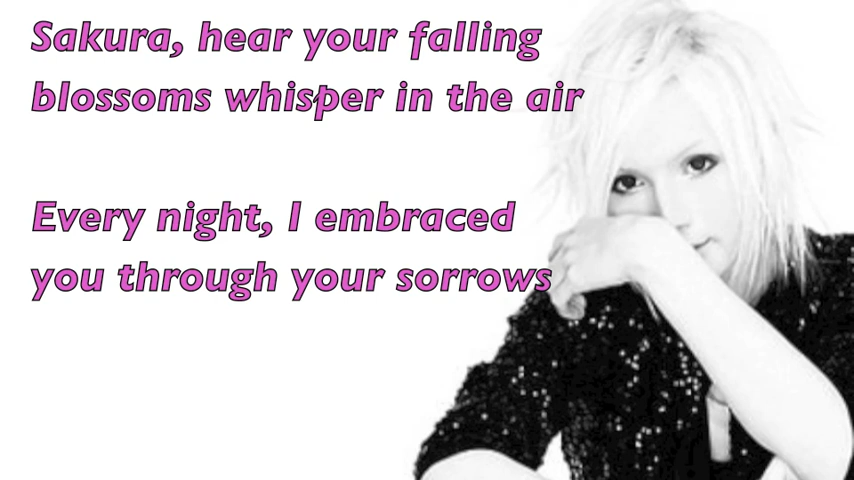 Sakura, hear your falling
blossoms whisper in the air
Every night, I embraced
you through your sorrows